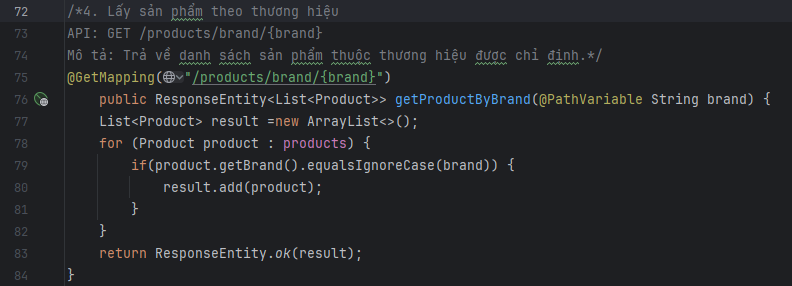 72 /*4. Lấy sản phẩm theo thương hiệu
73 API: GET /products/brand/{brand}
74 Mô tả: Trả về danh sách sản phẩm thuộc thương hiệu được chỉ định.*/
75 @GetMapping("/products/brand/{brand}")
76 public ResponseEntity<List<Product>> getProductByBrand(@PathVariable String brand) {
77 List<Product> result =new ArrayList<>();
78 for (Product product : products) {
79 if(product.getBrand().equalsIgnoreCase(brand)) {
80 result.add(product);
81 }
82 }
83 return ResponseEntity.ok(result);
84 }